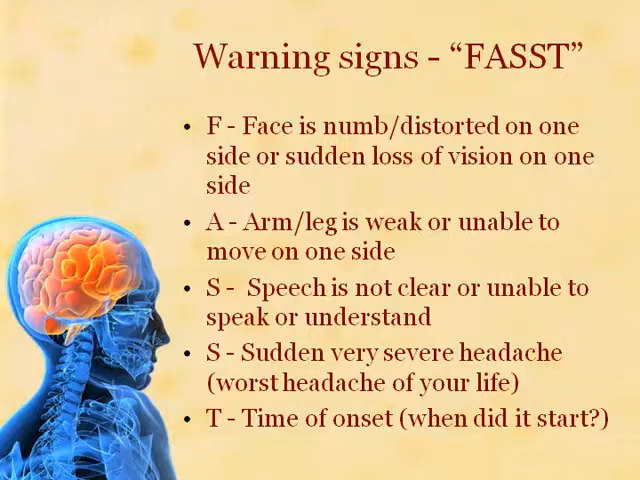 Warning signs - “FASST”
• F - Face is numb/distorted on one
side or sudden loss of vision on one
side
• A - Arm/leg is weak or unable to
move on one side
• S -  Speech is not clear or unable to
speak or understand
• S - Sudden very severe headache
(worst headache of your life)
• T - Time of onset (when did it start?)